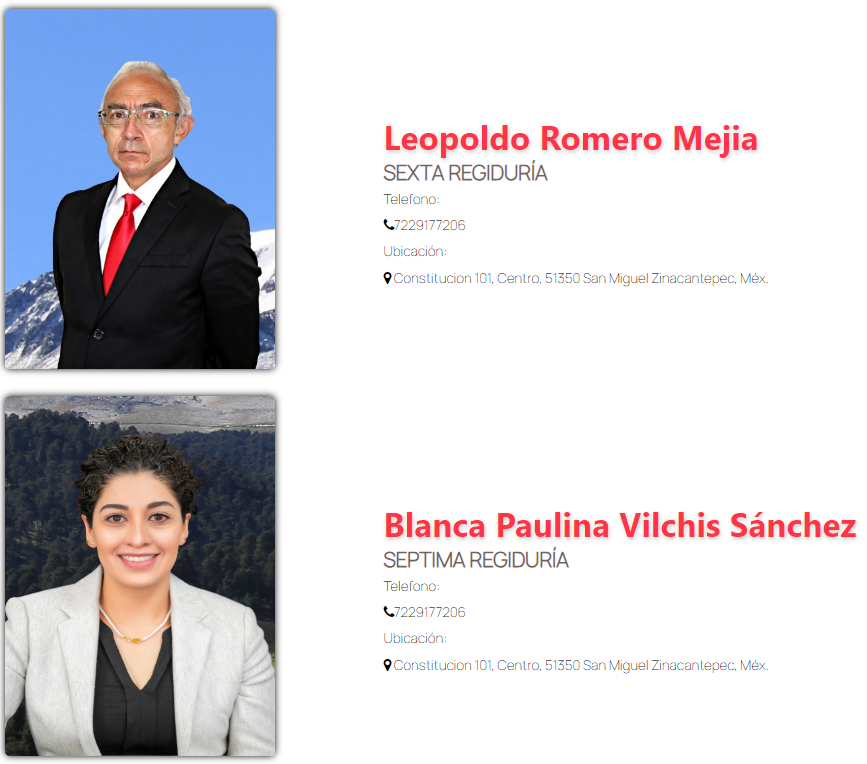 Leopoldo Romero Mejia
SEXTA REGIDURÍA
Telefono:
7229177206
Ubicación:
Constitucion 101, Centro, 51350 San Miguel Zinacantepec, Méx.
Blanca Paulina Vilchis Sánchez
SEPTIMA REGIDURÍA
Telefono:
7229177206
Ubicación:
Constitucion 101, Centro, 51350 San Miguel Zinacantepec, Méx.